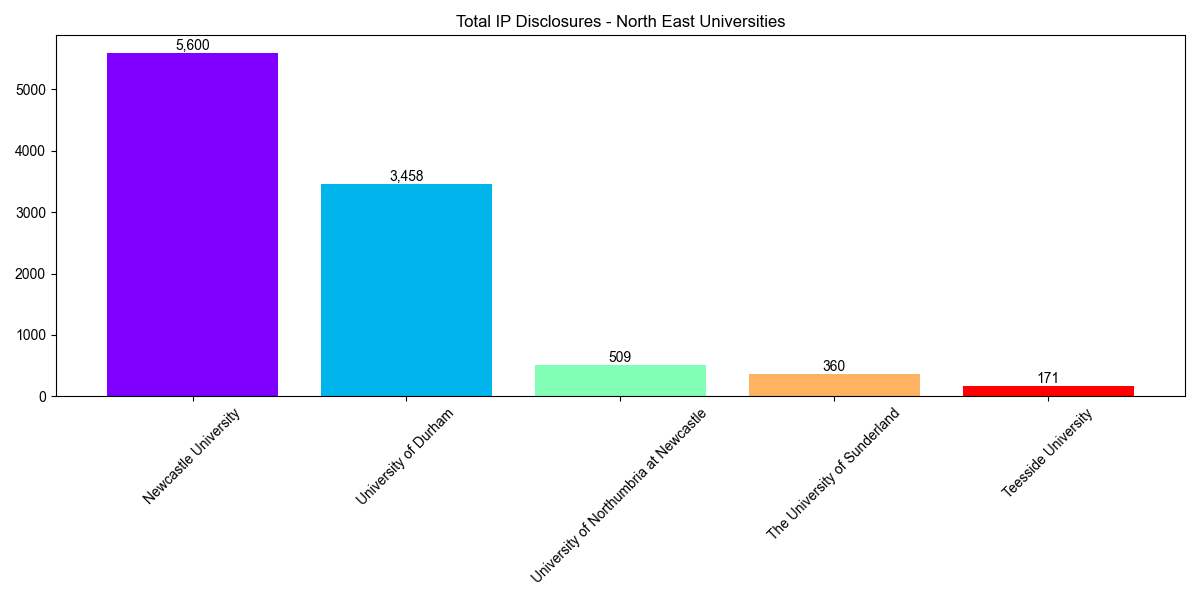 Total IP Disclosures - North East Universities
5,600
3,458
509
360
171
5000
4000
3000
2000
1000
0
Newcastle University
University of Durham
University of Northumbria at Newcastle
The University of Sunderland
Teesside University